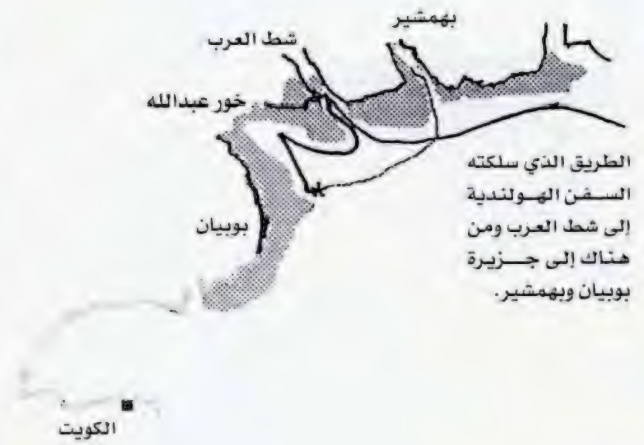 بهمشير
شط العرب
خور عبدالله
الطريق الذي سلكته
السفن الهولندية
إلى شط العرب ومن
هناك إلى جزيرة
بوبيان وبهمشير.
بوبيان
الكويت